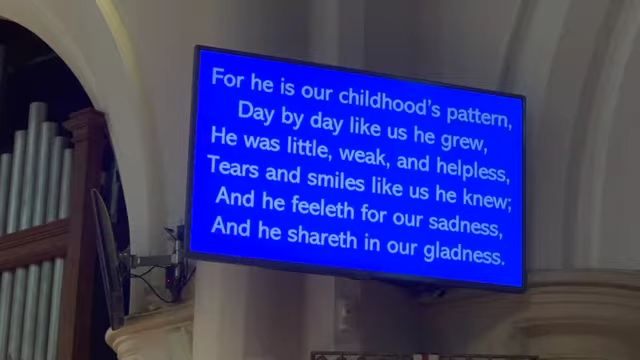 For he is our childhood's pattern,
Day by day like us he grew,
He was little, weak, and helpless,
Tears and smiles like us he knew;
And he feeleth for our sadness,
And he shareth in our gladness.